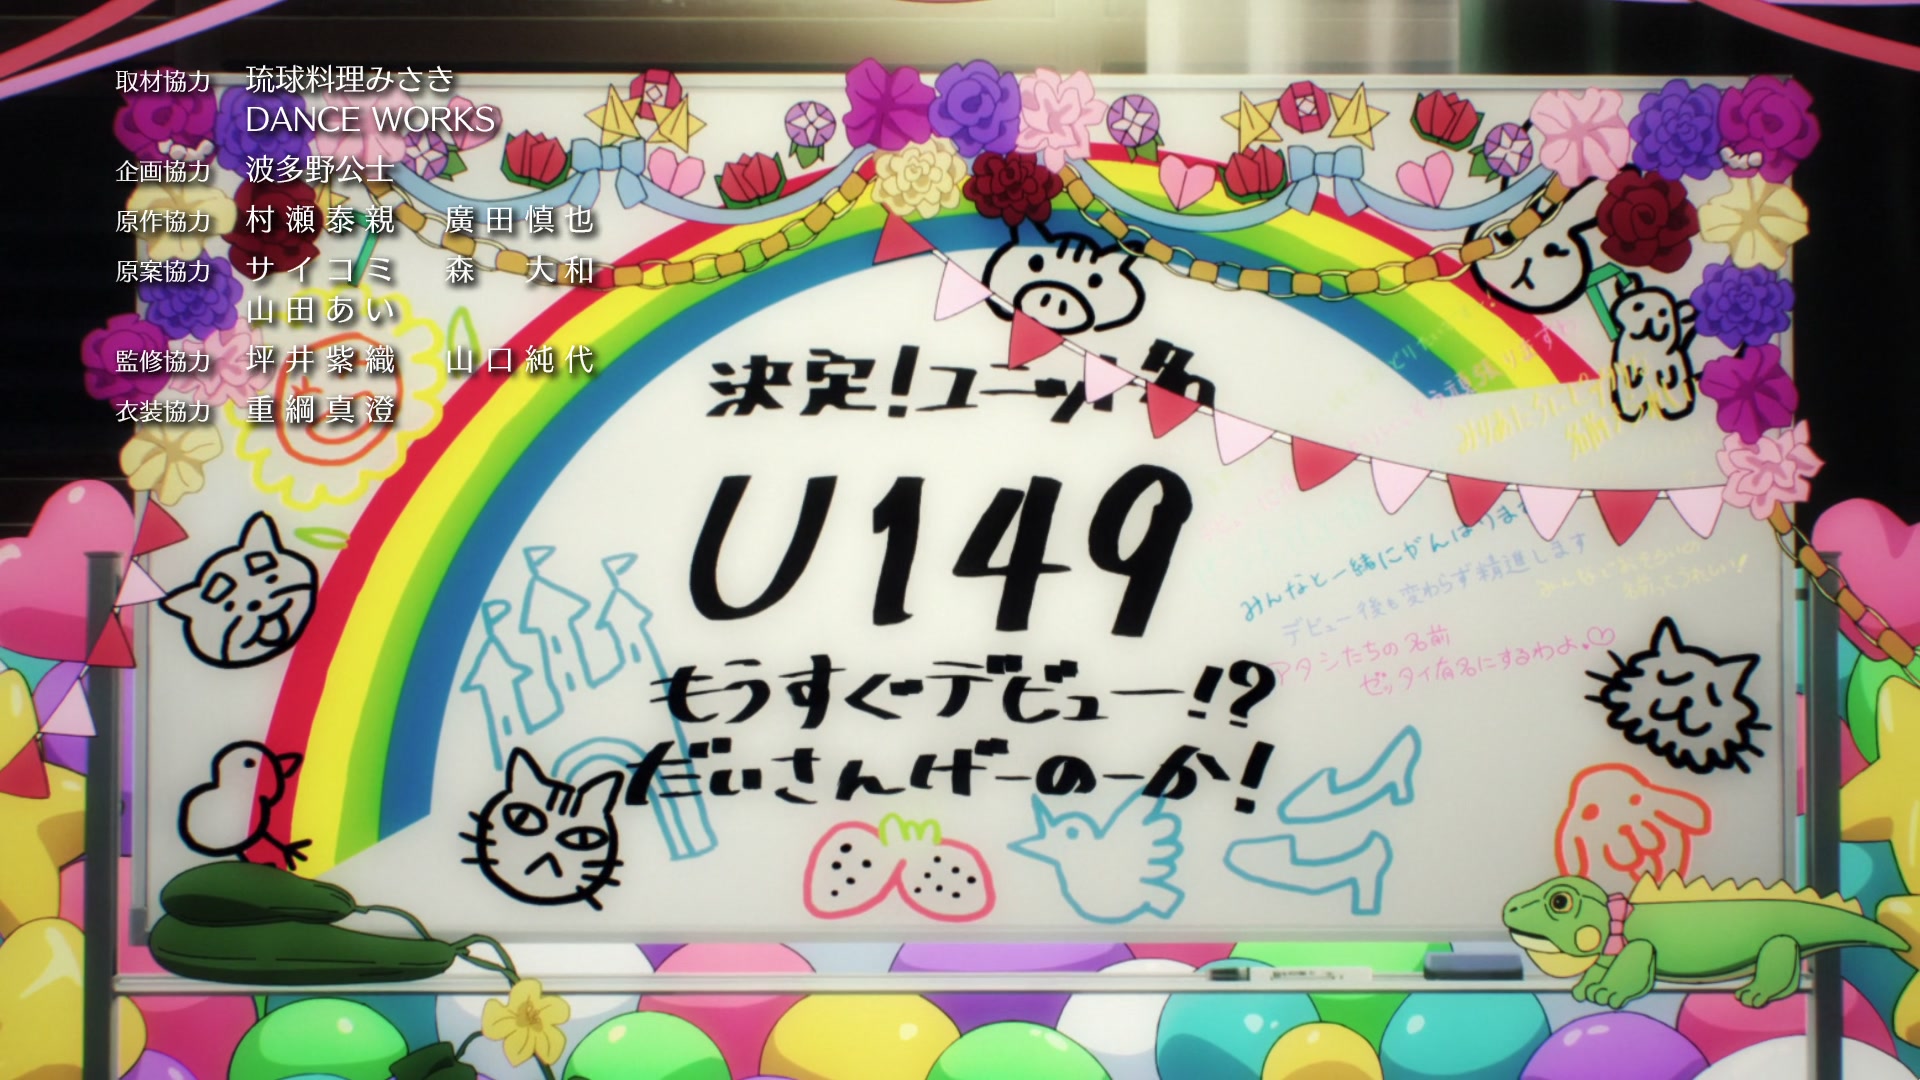 取材協力 琉球料理みさき
DANCE WORKS
企画協力 波多野公士
原作協力 村瀬泰親 廣田慎也
原案協力 サイコミ 森 大和
山田あい
監修協力 坪井紫織 山口純代
衣装協力 重綱真澄
決定!ユニット名
U149
もうすぐデビュー!?
だいさんげーのーか!
みんなと一緒にがんばります
デビュー後も変わらず精進します
アタシたちの名前
ゼッタイ有名にするわよ♡